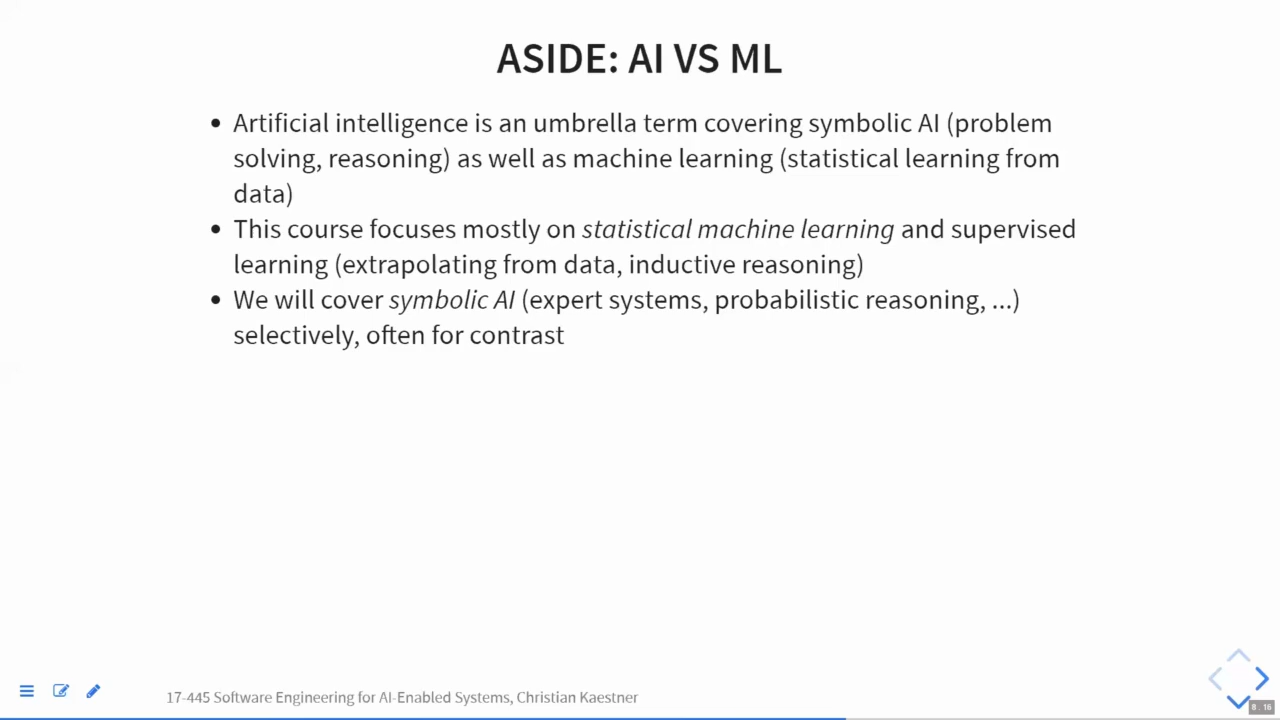 ASIDE: AI VS ML
• Artificial intelligence is an umbrella term covering symbolic AI (problem
solving, reasoning) as well as machine learning (statistical learning from
data)
• This course focuses mostly on statistical machine learning and supervised
learning (extrapolating from data, inductive reasoning)
• We will cover symbolic AI (expert systems, probabilistic reasoning, ...)
selectively, often for contrast
17-445 Software Engineering for AI-Enabled Systems, Christian Kaestner
8 . 16